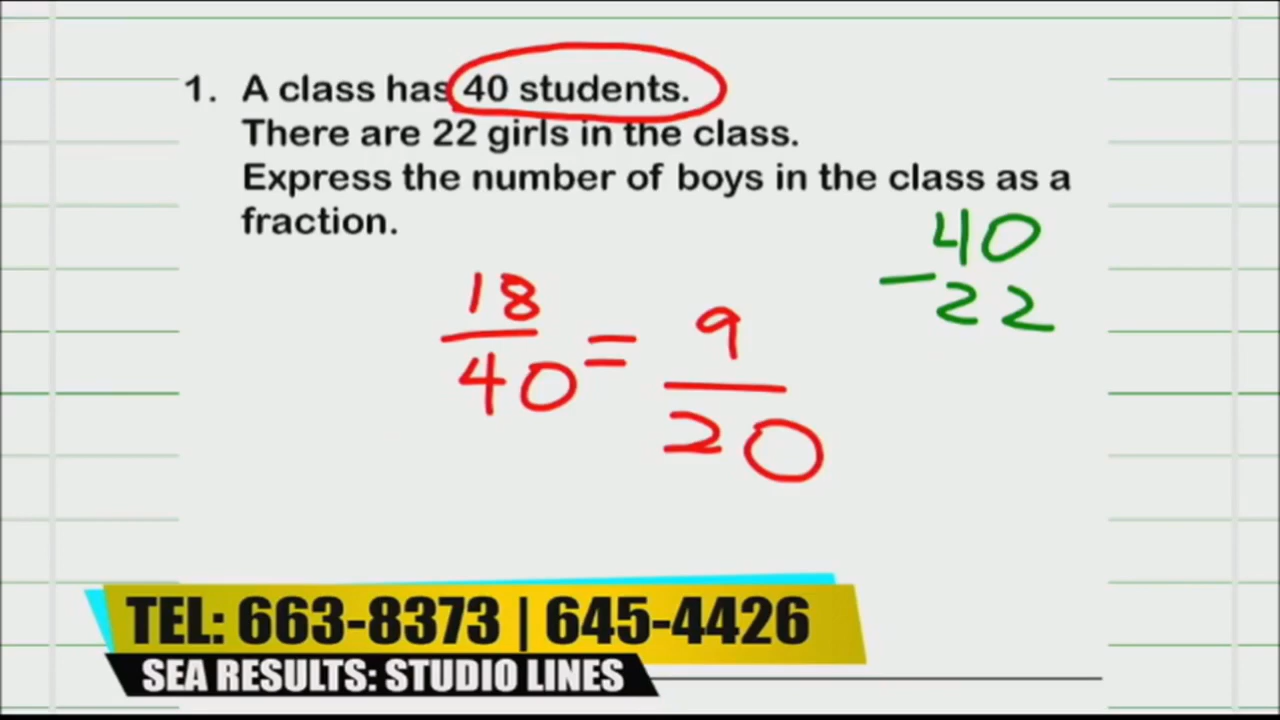 1. A class has 40 students.
There are 22 girls in the class.
Express the number of boys in the class as a
fraction.
40
- 22
18/40 = 9/20
TEL: 663-8373 | 645-4426
SEA RESULTS: STUDIO LINES